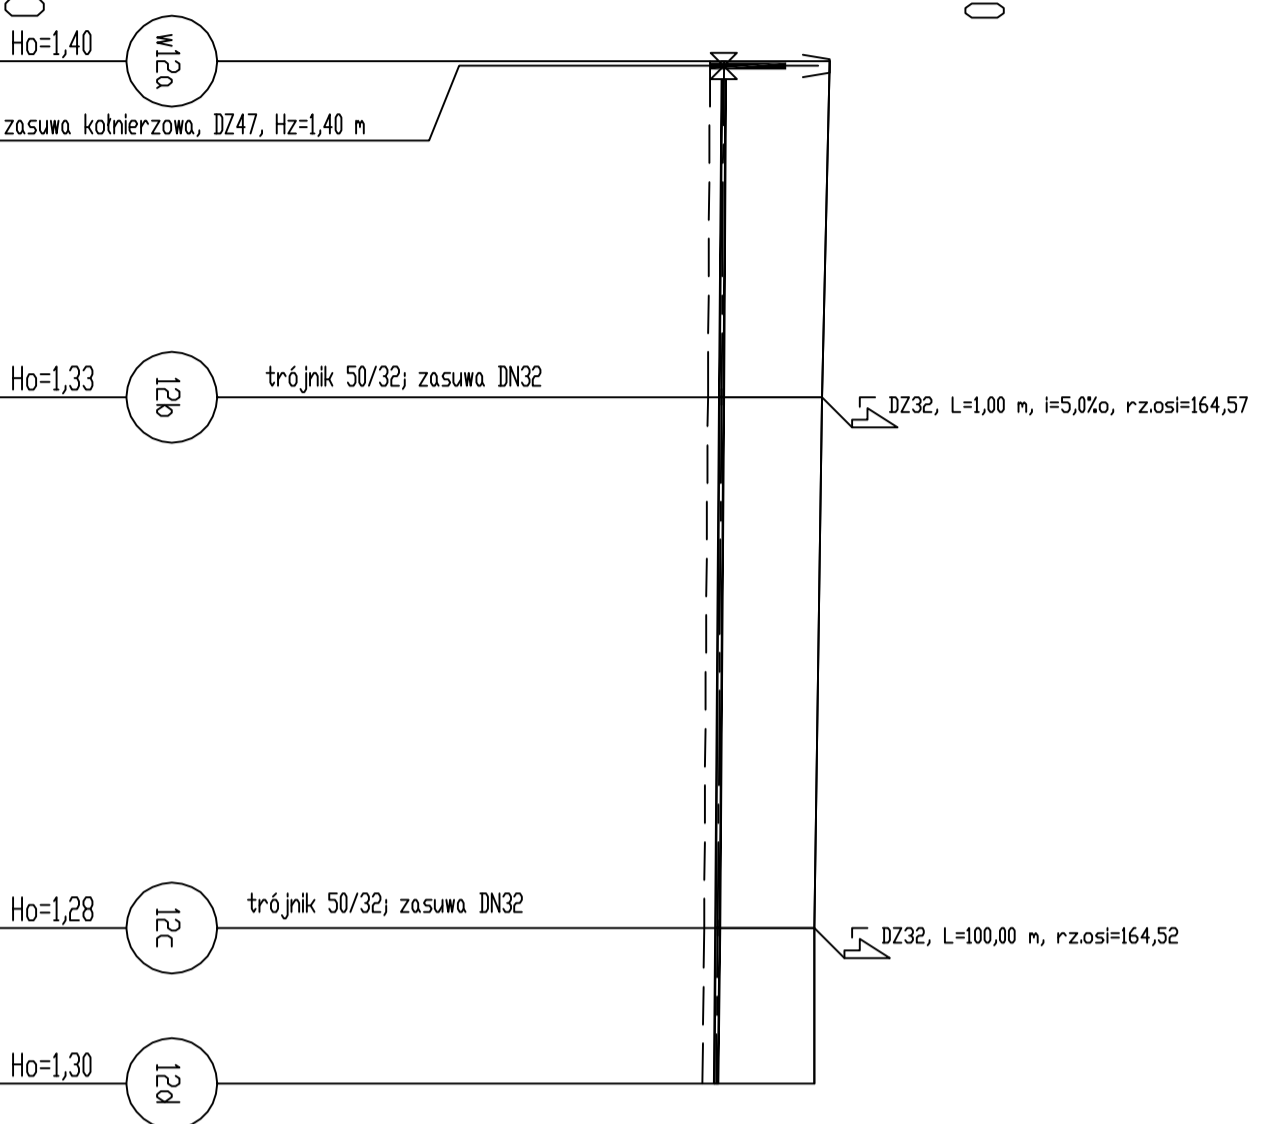 Ho=1,40
w12a
zasuwa kołnierzowa, DZ47, Hz=1,40 m
Ho=1,33
12b
trójnik 50/32; zasuwa DN32
DZ32, L=1,00 m, i=5,0%o, rz.osi=164,57
Ho=1,28
12c
trójnik 50/32; zasuwa DN32
DZ32, L=100,00 m, rz.osi=164,52
Ho=1,30
12d